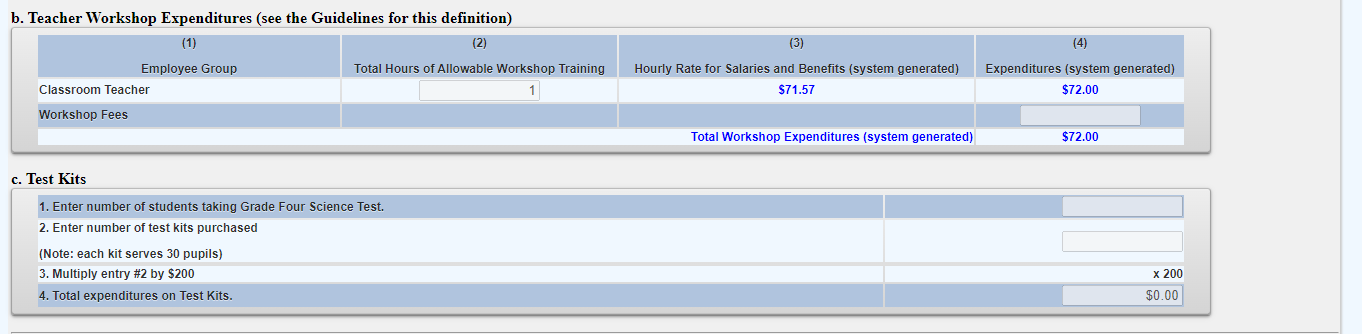 b. Teacher Workshop Expenditures (see the Guidelines for this definition)
(1) (2) (3) (4)
Employee Group Total Hours of Allowable Workshop Training Hourly Rate for Salaries and Benefits (system generated) Expenditures (system generated)
Classroom Teacher 1 $71.57 $72.00
Workshop Fees
Total Workshop Expenditures (system generated) $72.00
c. Test Kits
1. Enter number of students taking Grade Four Science Test.
2. Enter number of test kits purchased
(Note: each kit serves 30 pupils)
3. Multiply entry #2 by $200 x 200
4. Total expenditures on Test Kits. $0.00